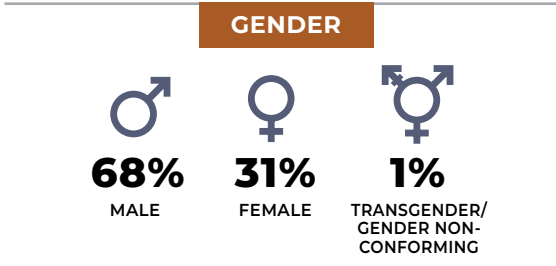 GENDER
68% 31% 1%
MALE FEMALE TRANSGENDER/
GENDER NON-
CONFORMING